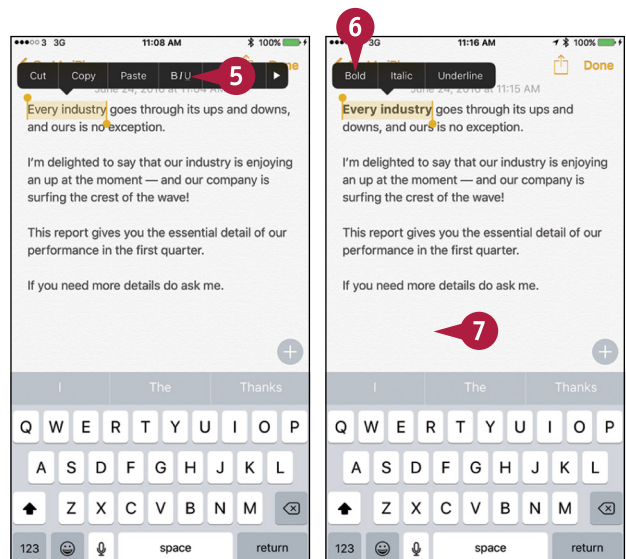 3 3G 11:08 AM 100%
Done
Cut Copy Paste B I U
5
Every industry goes through its ups and downns,
and ours is no exception.
I'm delighted to say that our industry is enjoying
an up at the moment — and our company is
surfing the crest of the wave!
This report gives you the essential detail of our
performance in the first quarter.
If you need more details do ask me.
I The Thanks
Q W E R T Y U I O P
A S D F G H J K L
Z X C V B N M
123 space return
6
3G 11:16 AM 100%
Done
Bold Italic Underline
June 24, 2016 at 11:15 AM
Every industry goes through its ups and
downs, and ours is no exception.
I'm delighted to say that our industry is enjoying
an up at the moment — and our company is
surfing the crest of the wave!
This report gives you the essential detail of our
performance in the first quarter.
If you need more details do ask me.
7
I The Thanks
Q W E R T Y U I O P
A S D F G H J K L
Z X C V B N M
123 space return